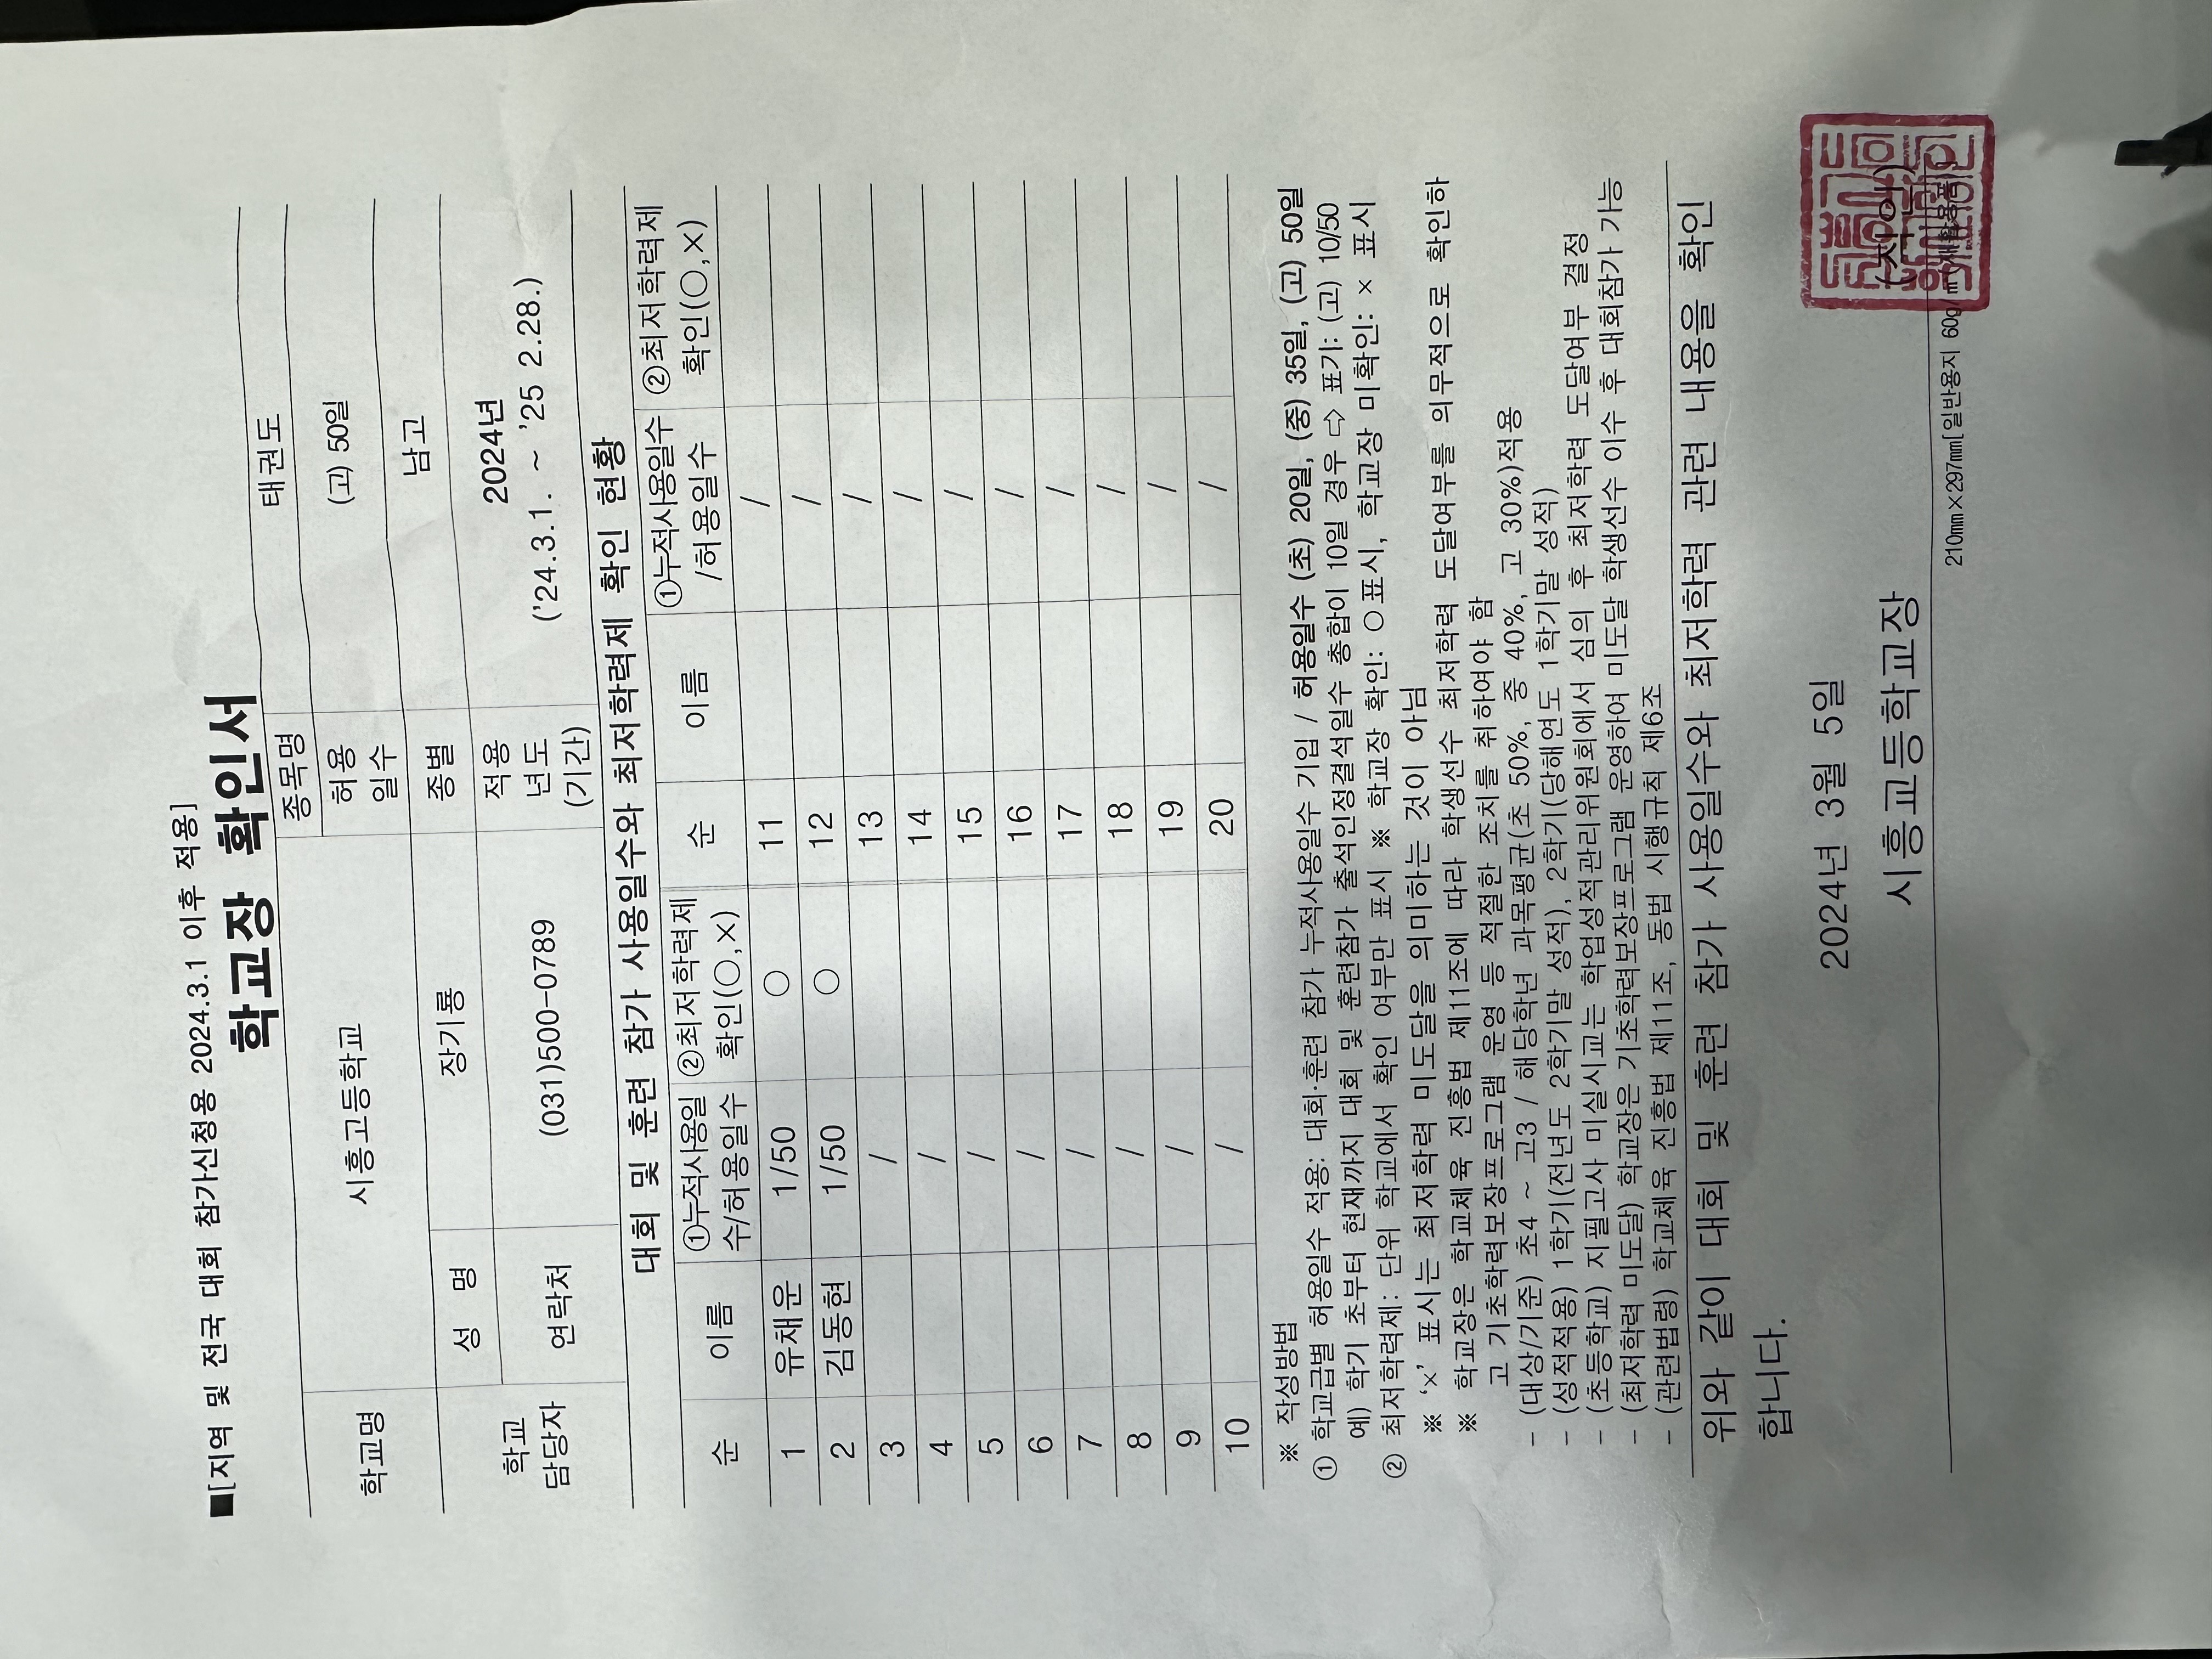 ■[지역 및 전국 대회 참가신청용 2024.3.1 이후 적용]
학교장 확인서
학교명 시흥고등학교 종목명 태권도
허용 일수 (고) 50일
학교 담당자 성 명 장기룡 종별 남고
연락처 (031)500-0789 적용 년도 (기간) 2024년
('24.3.1. ~ '25 2.28.)
대회 및 훈련 참가 사용일수와 최저학력제 확인 현황
순 이름 ①누적사용일수/허용일수 ②최저학력제 확인(○,×) 순 이름 ①누적사용일수/허용일수 ②최저학력제 확인(○,×)
1 유채운 1/50 ○ 11 /
2 김동현 1/50 ○ 12 /
3 / 13 /
4 / 14 /
5 / 15 /
6 / 16 /
7 / 17 /
8 / 18 /
9 / 19 /
10 / 20 /
※ 작성방법
① 학교급별 허용일수 적용: 대회·훈련 참가 누적사용일수 기입 / 허용일수 (초) 20일, (중) 35일, (고) 50일
예) 학기 초부터 현재까지 대회 및 훈련참가 출석인정결석일수 총합이 10일 경우 ⇨ 표기: (고) 10/50
② 최저학력제: 단위 학교에서 확인 여부만 표시 ※ 학교장 확인: ○표시, 학교장 미확인: × 표시
※ '×' 표시는 최저학력 미도달을 의미하는 것이 아님
※ 학교장은 학교체육 진흥법 제11조에 따라 학생선수 최저학력 도달여부를 의무적으로 확인하
고 기초학력보장프로그램 운영 등 적절한 조치를 취하여야 함
- (대상/기준) 초4 ~ 고3 / 해당학년 과목평균(초 50%, 중 40%, 고 30%)적용
- (성적적용) 1학기(전년도 2학기말 성적), 2학기(당해연도 1학기말 성적)
- (초등학교) 지필고사 미실시교는 학업성적관리위원회에서 심의 후 최저학력 도달여부 결정
- (최저학력 미도달) 학교장은 기초학력보장프로그램 운영하여 미도달 학생선수 이수 후 대회참가 가능
- (관련법령) 학교체육 진흥법 제11조, 동법 시행규칙 제6조
위와 같이 대회 및 훈련 참가 사용일수와 최저학력 관련 내용을 확인
합니다.
2024년 3월 5일
시흥고등학교장 (직인)
210㎜×297㎜[일반용지 60g/㎡(재활용품)]